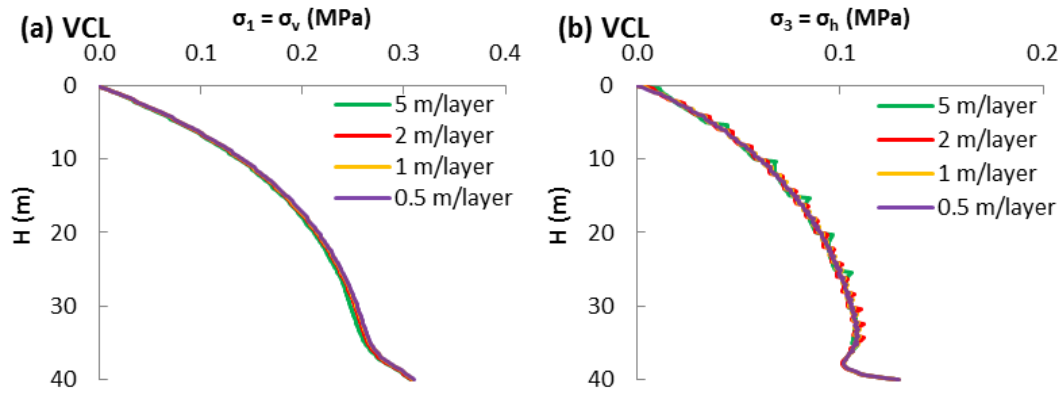 (a) VCL
σ1 = σv (MPa)
0.0 0.1 0.2 0.3 0.4
0
10
20
30
40
H (m)
5 m/layer
2 m/layer
1 m/layer
0.5 m/layer
(b) VCL
σ3 = σh (MPa)
0.0 0.1 0.2
0
10
20
30
40
H (m)
5 m/layer
2 m/layer
1 m/layer
0.5 m/layer